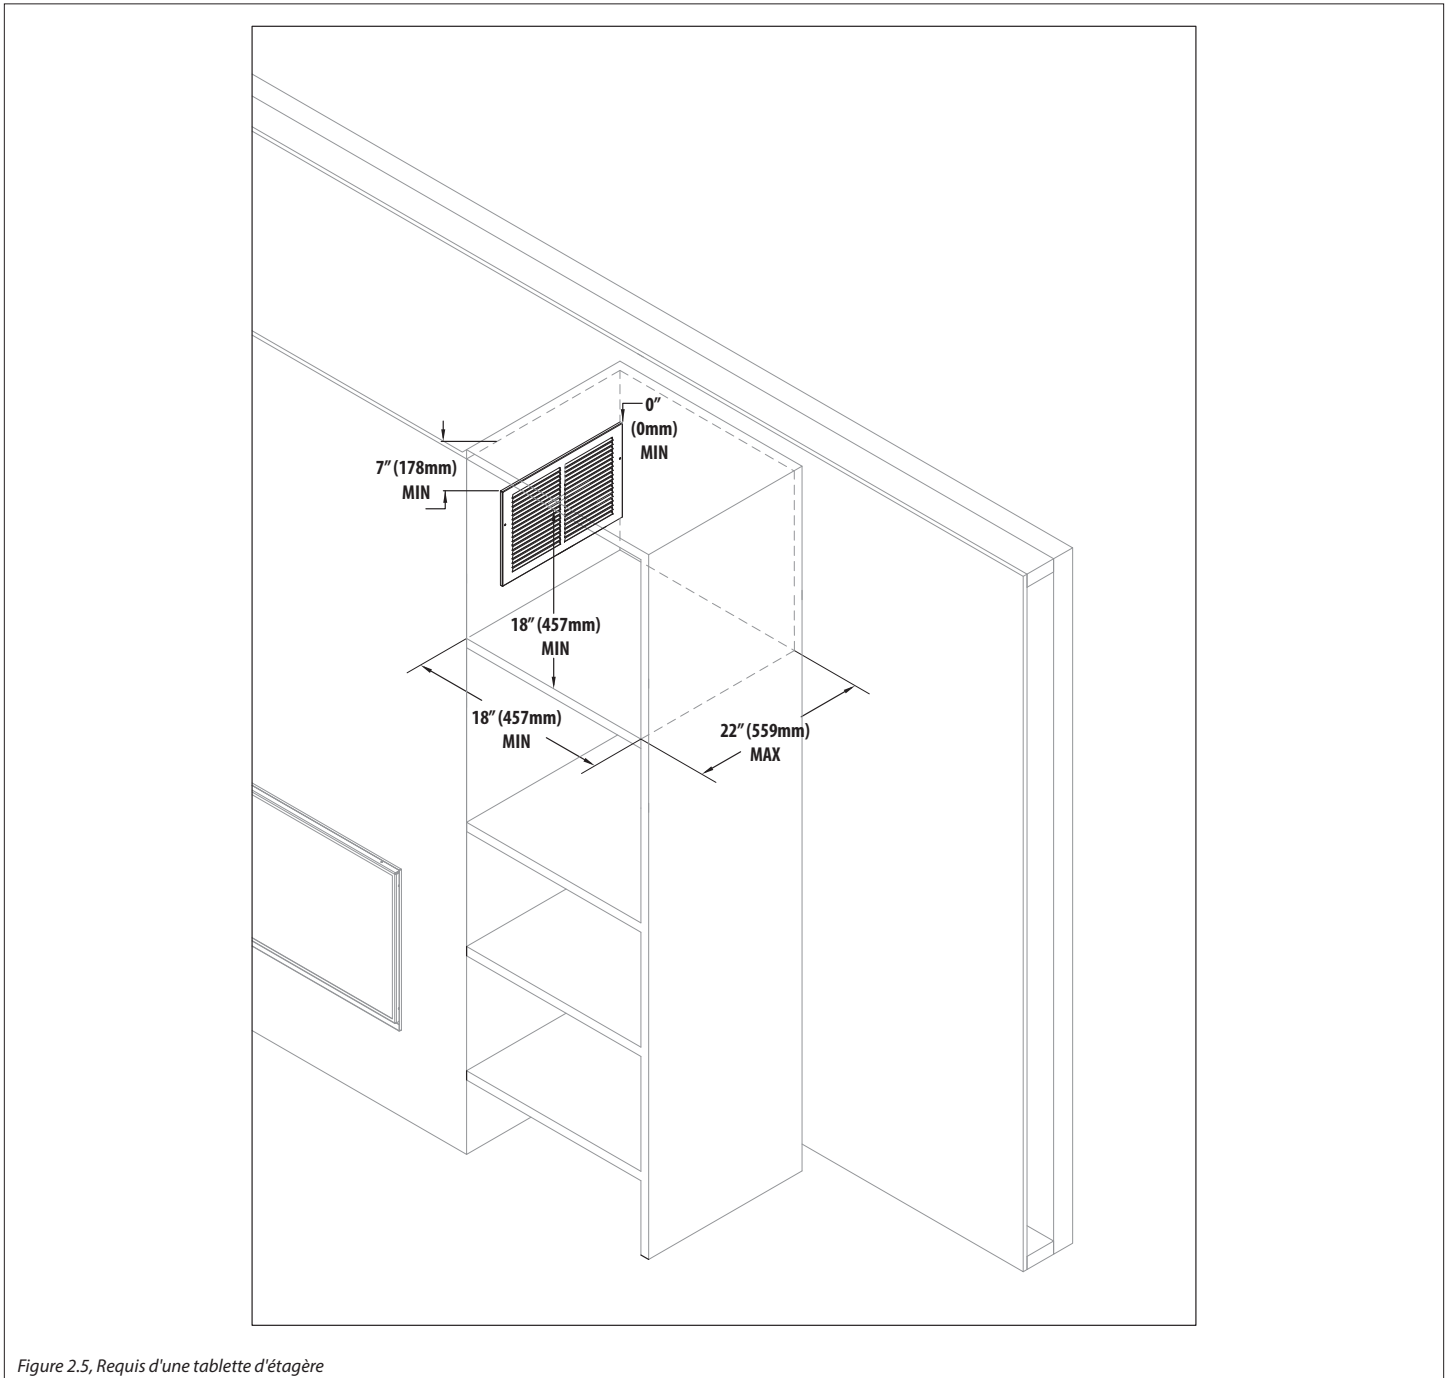 0″
(0mm)
MIN
7″ (178mm)
MIN
18″ (457mm)
MIN
18″ (457mm)
MIN
22″ (559mm)
MAX
Figure 2.5, Requis d'une tablette d'étagère